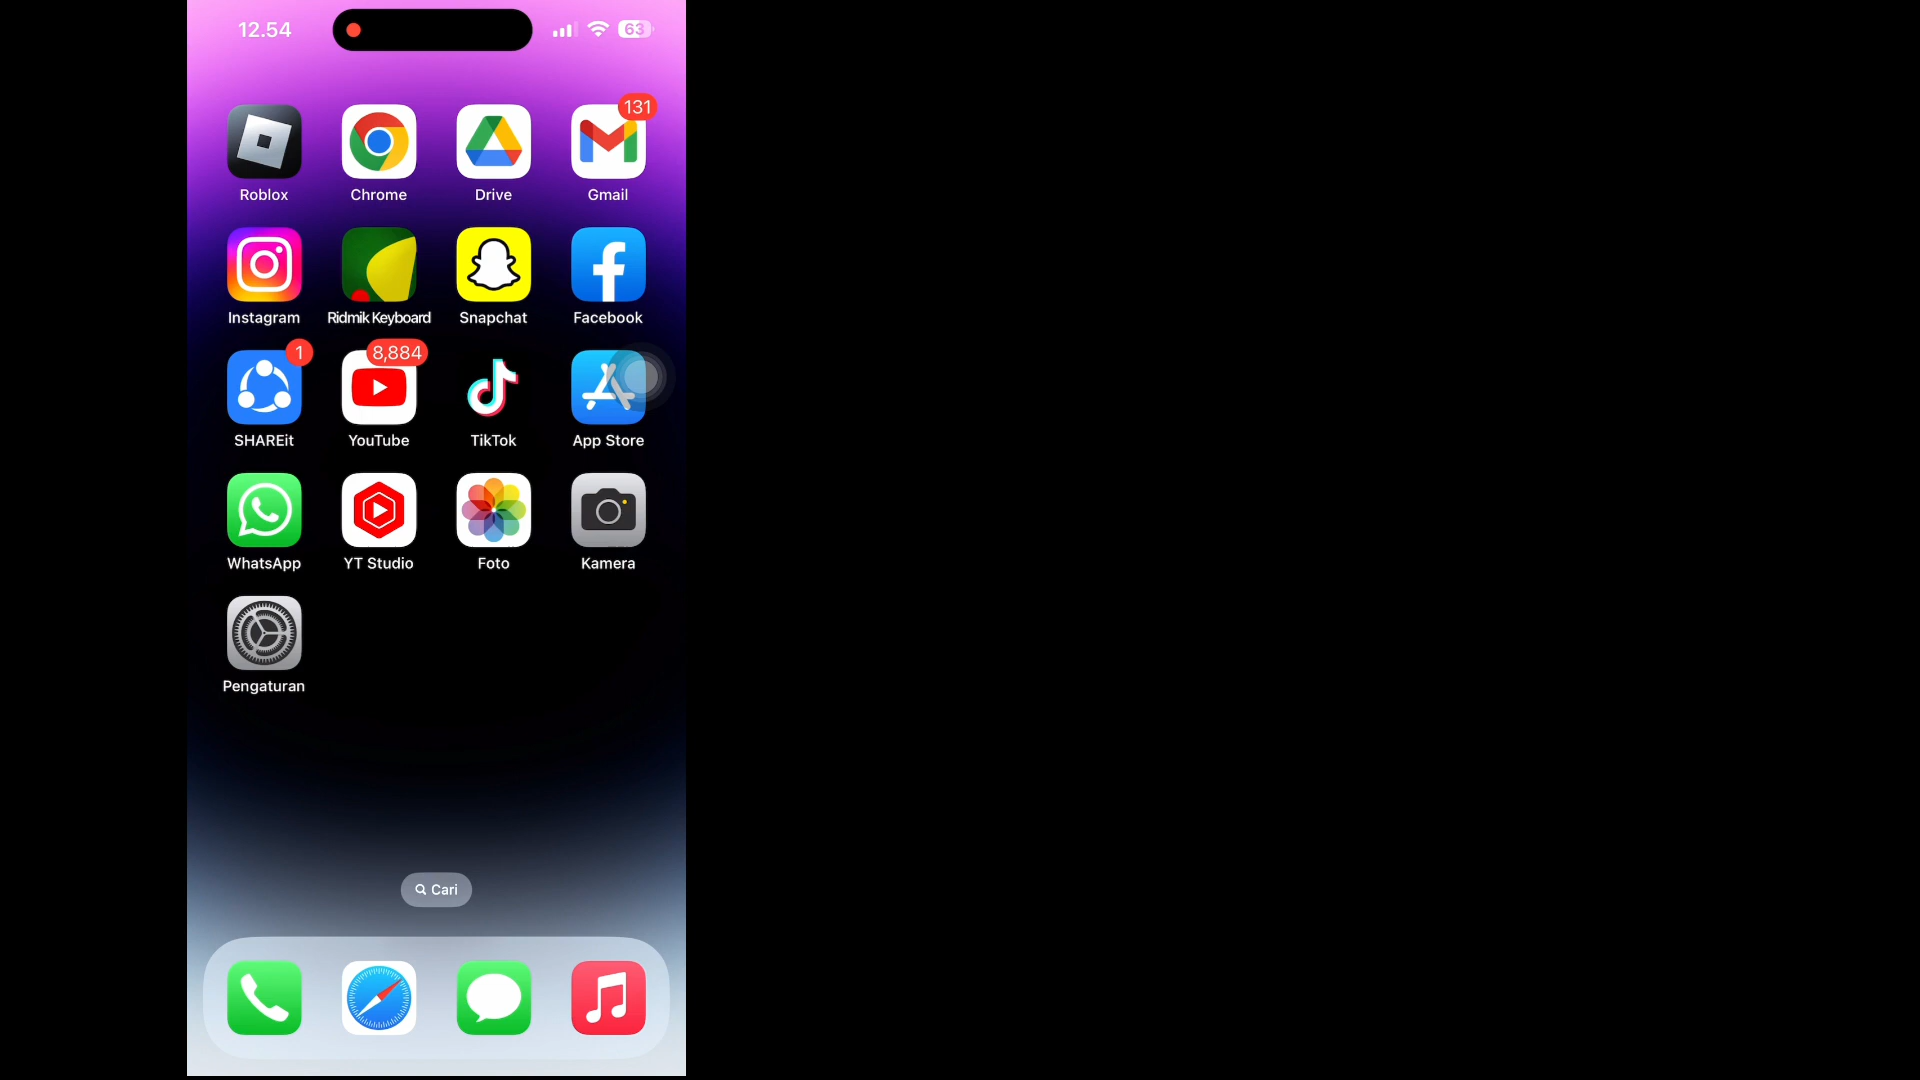 12.54
63
131
Roblox
Chrome
Drive
Gmail
Instagram
Ridmik Keyboard
Snapchat
Facebook
1
8,884
SHAREit
YouTube
TikTok
App Store
WhatsApp
YT Studio
Foto
Kamera
Pengaturan
Cari